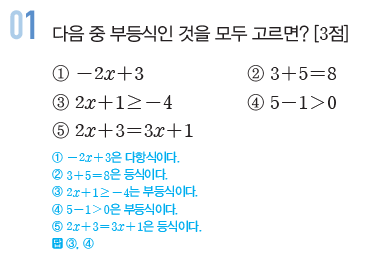 01 다음 중 부등식인 것을 모두 고르면? [3점]
① −2x+3 ② 3+5=8
③ 2x+1≥−4 ④ 5−1>0
⑤ 2x+3=3x+1
① −2x+3은 다항식이다.
② 3+5=8은 등식이다.
③ 2x+1≥−4는 부등식이다.
④ 5−1>0은 부등식이다.
⑤ 2x+3=3x+1은 등식이다.
답 ③, ④